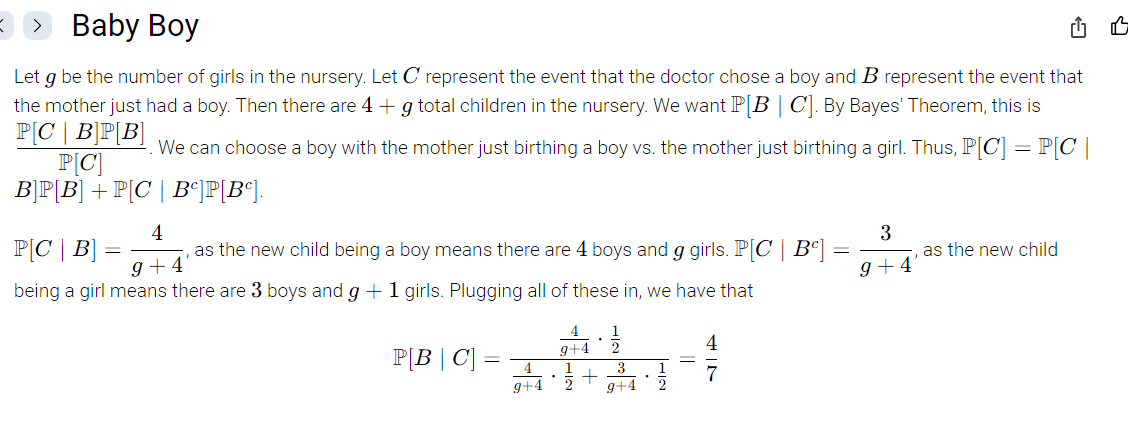 Baby Boy
Let g be the number of girls in the nursery. Let C represent the event that the doctor chose a boy and B represent the event that
the mother just had a boy. Then there are 4 + g total children in the nursery. We want ℙ[B | C]. By Bayes' Theorem, this is
ℙ[C | B]ℙ[B]/ℙ[C]. We can choose a boy with the mother just birthing a boy vs. the mother just birthing a girl. Thus, ℙ[C] = ℙ[C |
B]ℙ[B] + ℙ[C | Bᶜ]ℙ[Bᶜ].
ℙ[C | B] = 4/(g + 4), as the new child being a boy means there are 4 boys and g girls. ℙ[C | Bᶜ] = 3/(g + 4), as the new child
being a girl means there are 3 boys and g + 1 girls. Plugging all of these in, we have that
ℙ[B | C] = (4/(g+4) · 1/2)/(4/(g+4) · 1/2 + 3/(g+4) · 1/2) = 4/7